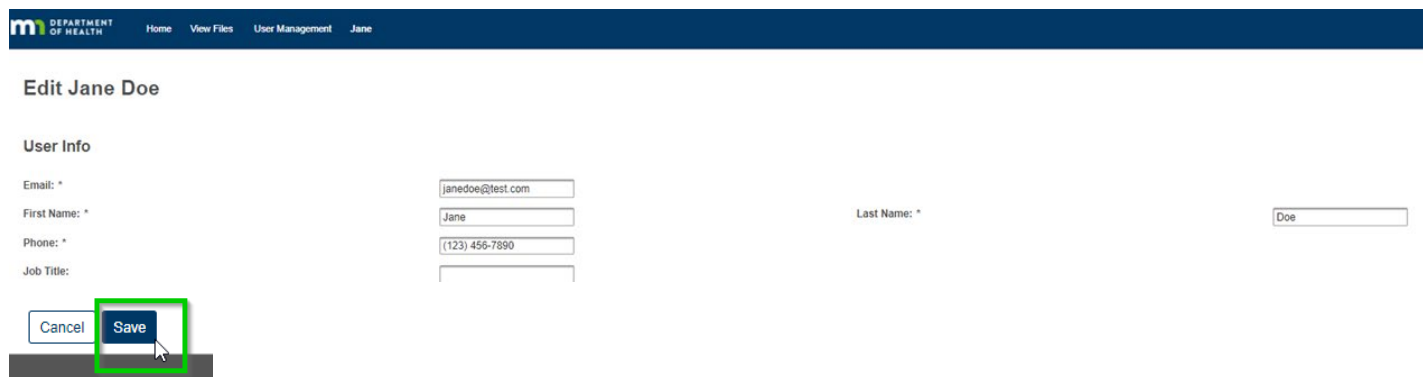 DEPARTMENT
OF HEALTH
Home View Files User Management Jane
Edit Jane Doe
User Info
Email: * janedoe@test.com
First Name: * Jane Last Name: * Doe
Phone: * (123) 456-7890
Job Title:
Cancel Save